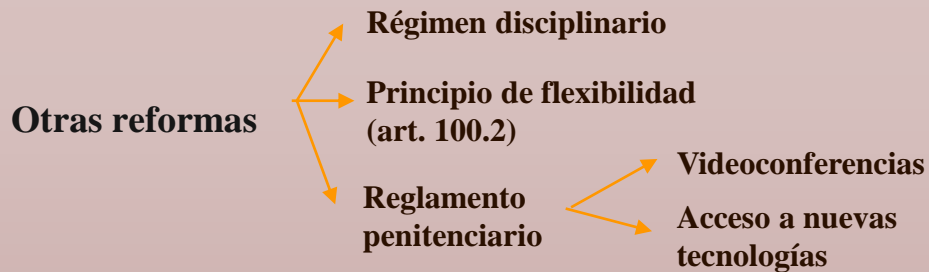 Otras reformas
Régimen disciplinario
Principio de flexibilidad
(art. 100.2)
Reglamento
penitenciario
Videoconferencias
Acceso a nuevas
tecnologías